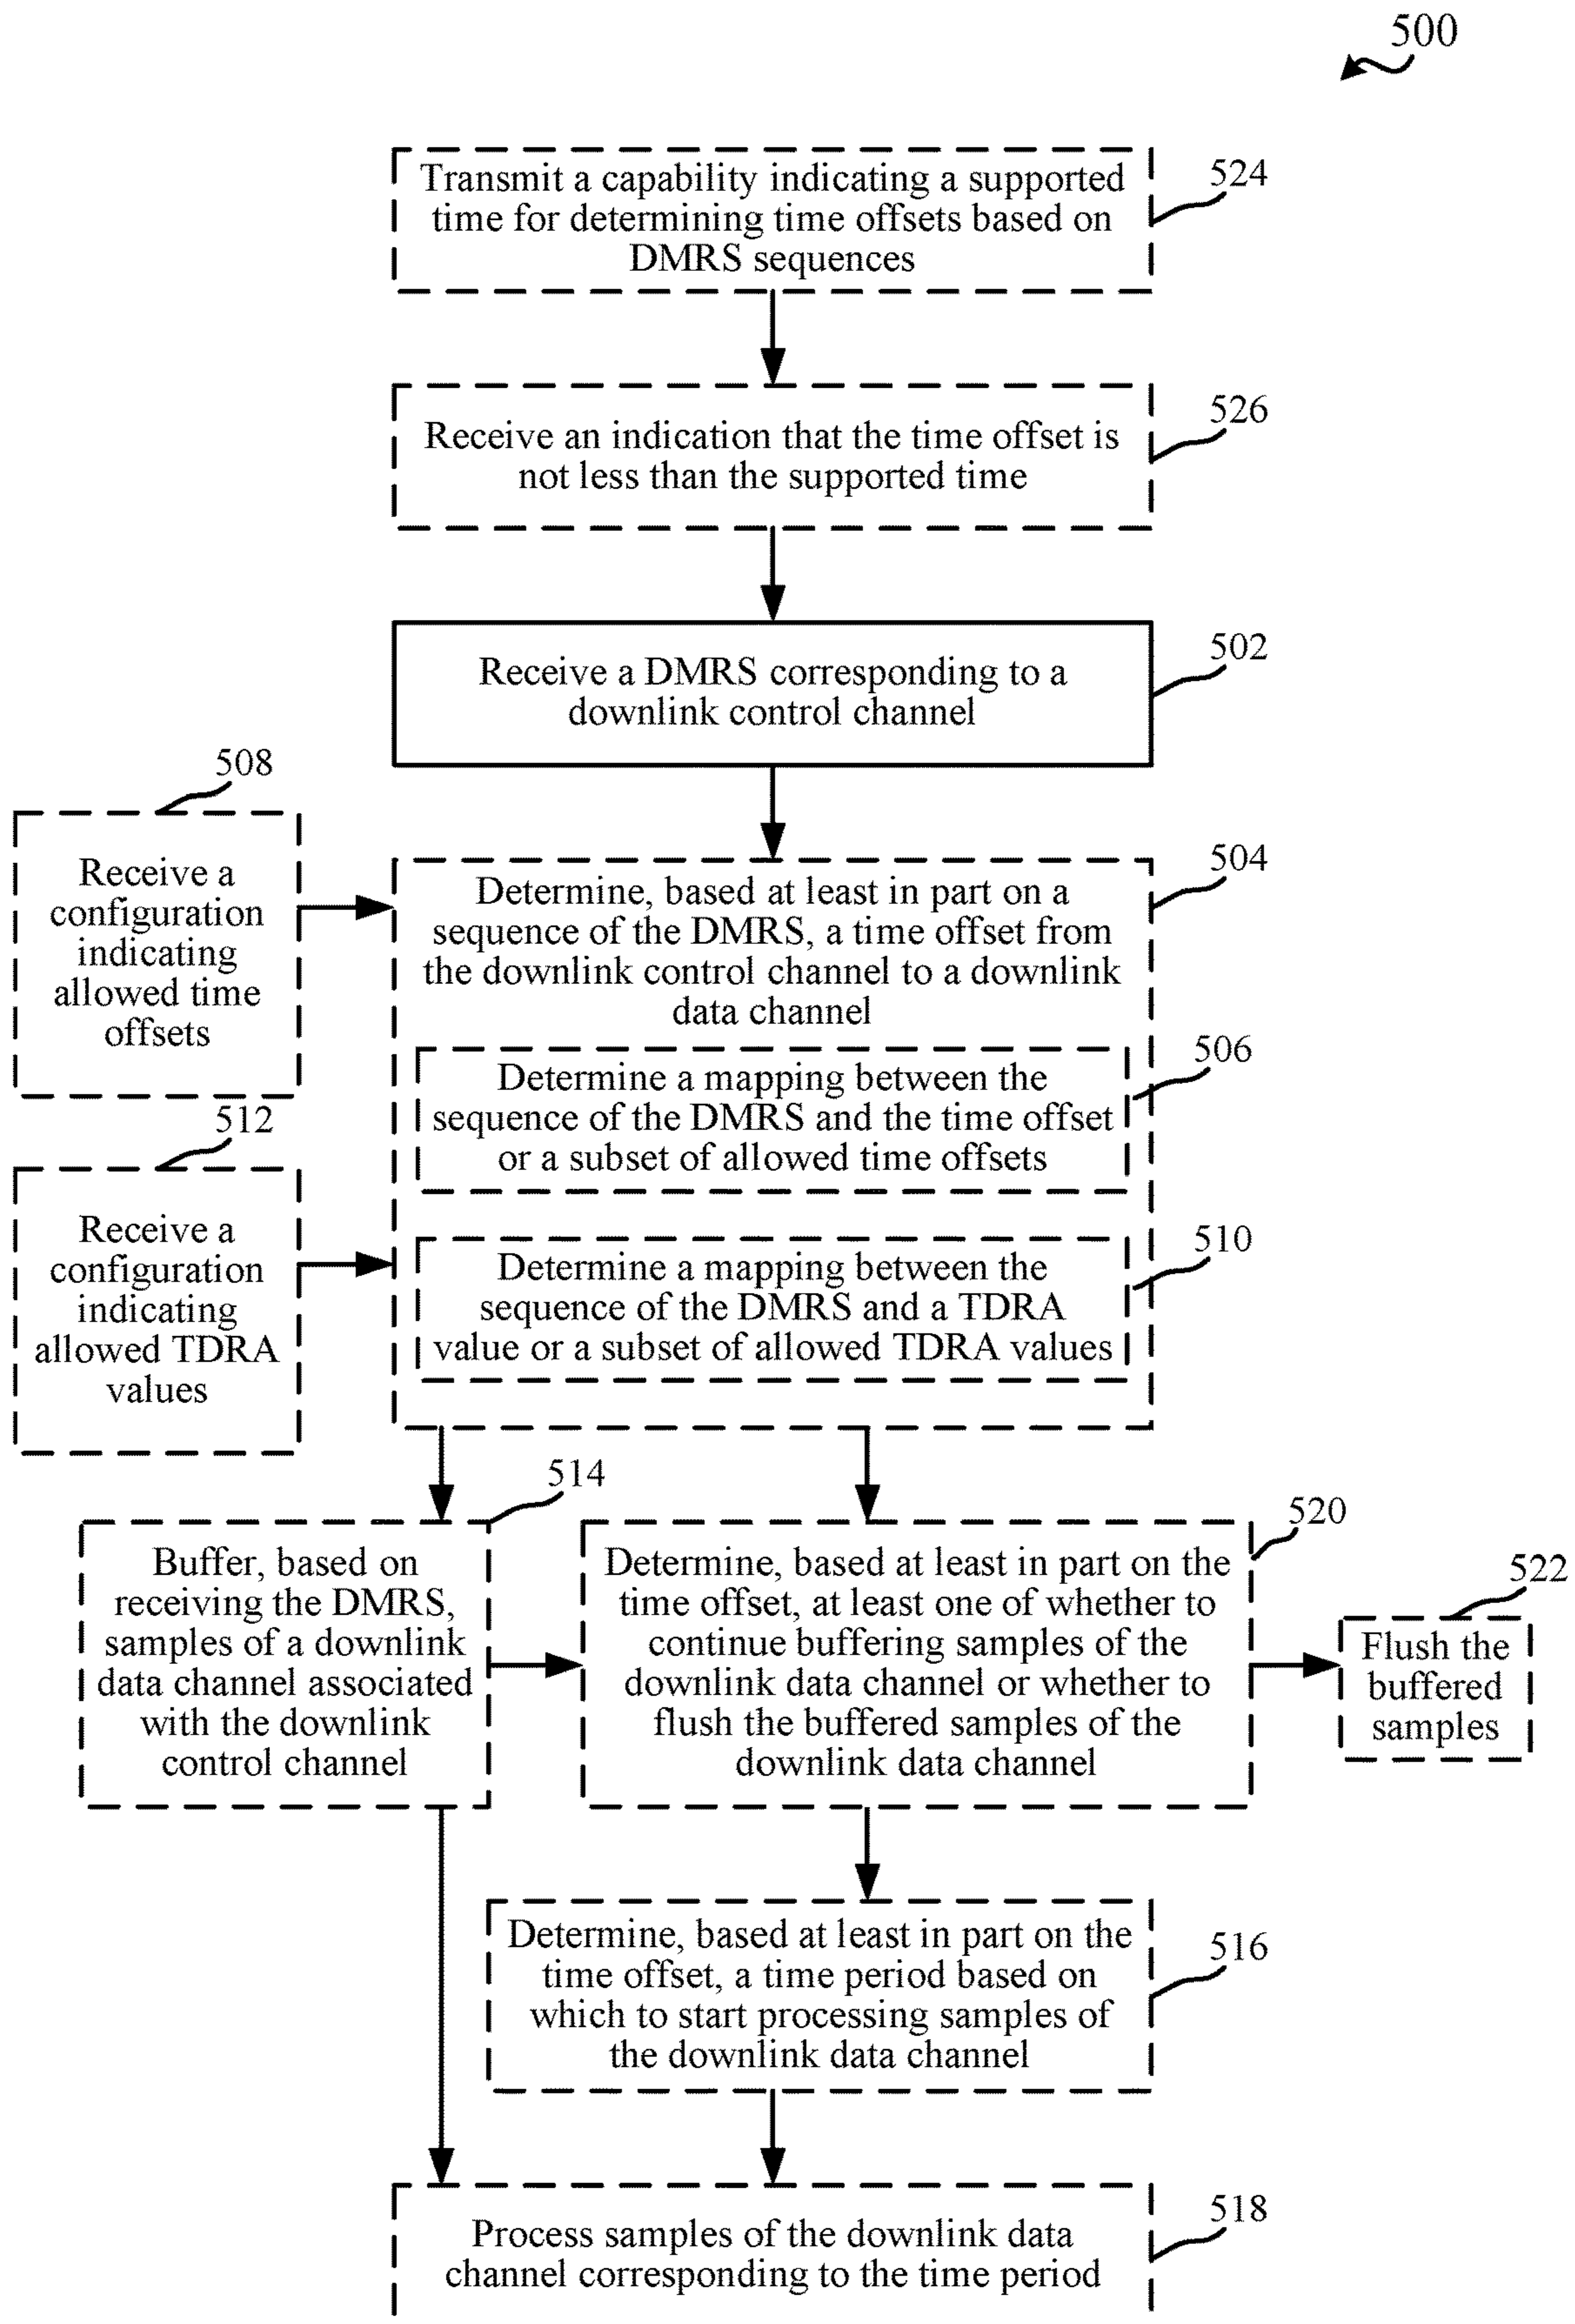 500
524
Transmit a capability indicating a supported
time for determining time offsets based on
DMRS sequences
526
Receive an indication that the time offset is
not less than the supported time
502
Receive a DMRS corresponding to a
downlink control channel
508
Receive a
configuration
indicating
allowed time
offsets
504
Determine, based at least in part on a
sequence of the DMRS, a time offset from
the downlink control channel to a downlink
data channel
506
Determine a mapping between the
sequence of the DMRS and the time offset
or a subset of allowed time offsets
512
Receive a
configuration
indicating
allowed TDRA
values
510
Determine a mapping between the
sequence of the DMRS and a TDRA
value or a subset of allowed TDRA values
514
Buffer, based on
receiving the DMRS,
samples of a downlink
data channel associated
with the downlink
control channel
520
Determine, based at least in part on the
time offset, at least one of whether to
continue buffering samples of the
downlink data channel or whether to
flush the buffered samples of the
downlink data channel
522
Flush the
buffered
samples
516
Determine, based at least in part on the
time offset, a time period based on
which to start processing samples of
the downlink data channel
518
Process samples of the downlink data
channel corresponding to the time period